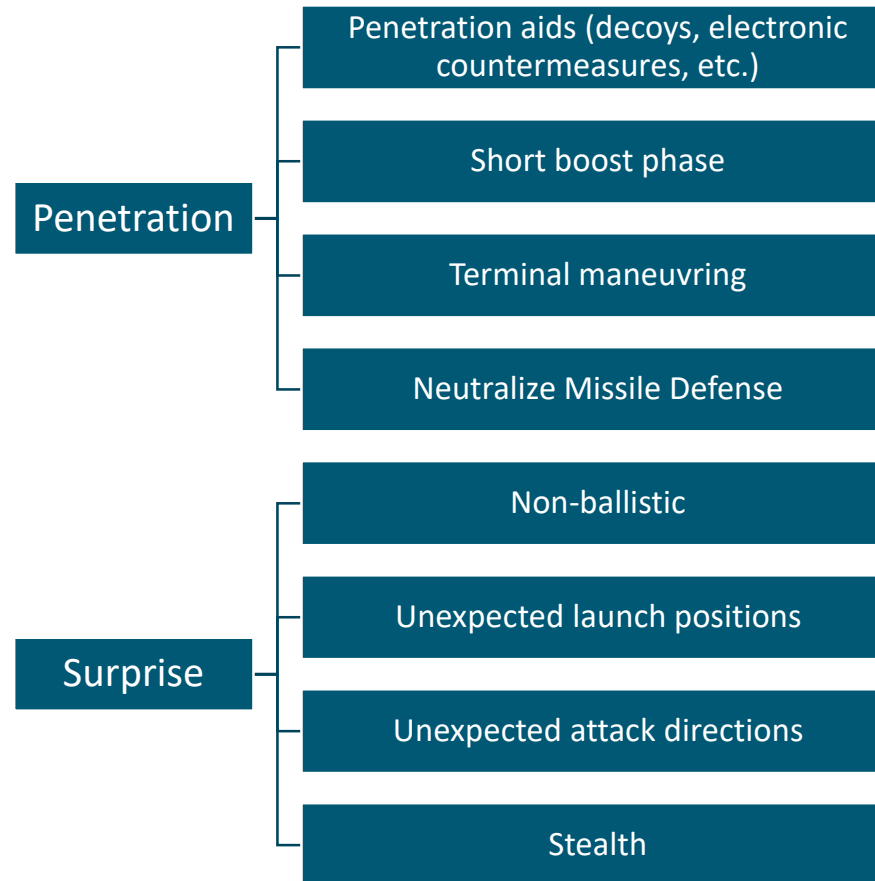 Penetration
Penetration aids (decoys, electronic
countermeasures, etc.)
Short boost phase
Terminal maneuvring
Neutralize Missile Defense
Surprise
Non-ballistic
Unexpected launch positions
Unexpected attack directions
Stealth